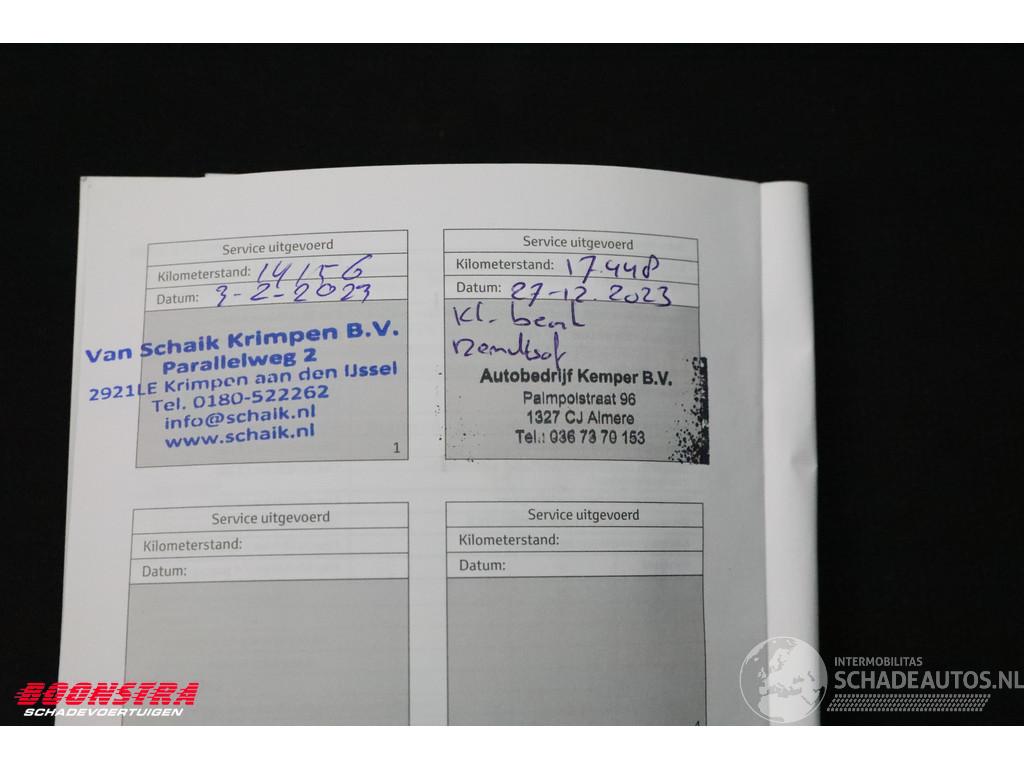 Service uitgevoerd
Kilometerstand: 14156
Datum: 3-2-2023
Van Schaik Krimpen B.V.
Parallelweg 2
2921LE Krimpen aan den IJssel
Tel. 0180-522262
info@schaik.nl
www.schaik.nl
1
Service uitgevoerd
Kilometerstand: 17.448
Datum: 27-12.2023
Kl. beurt
Autobedrijf Kemper B.V.
Palmpolstraat 96
1327 CJ Almere
Tel.: 036 73 70 153
Service uitgevoerd
Kilometerstand:
Datum:
Service uitgevoerd
Kilometerstand:
Datum:
BOONSTRA
SCHADEVOERTUIGEN
INTERMOBILITAS
SCHADEAUTOS.NL